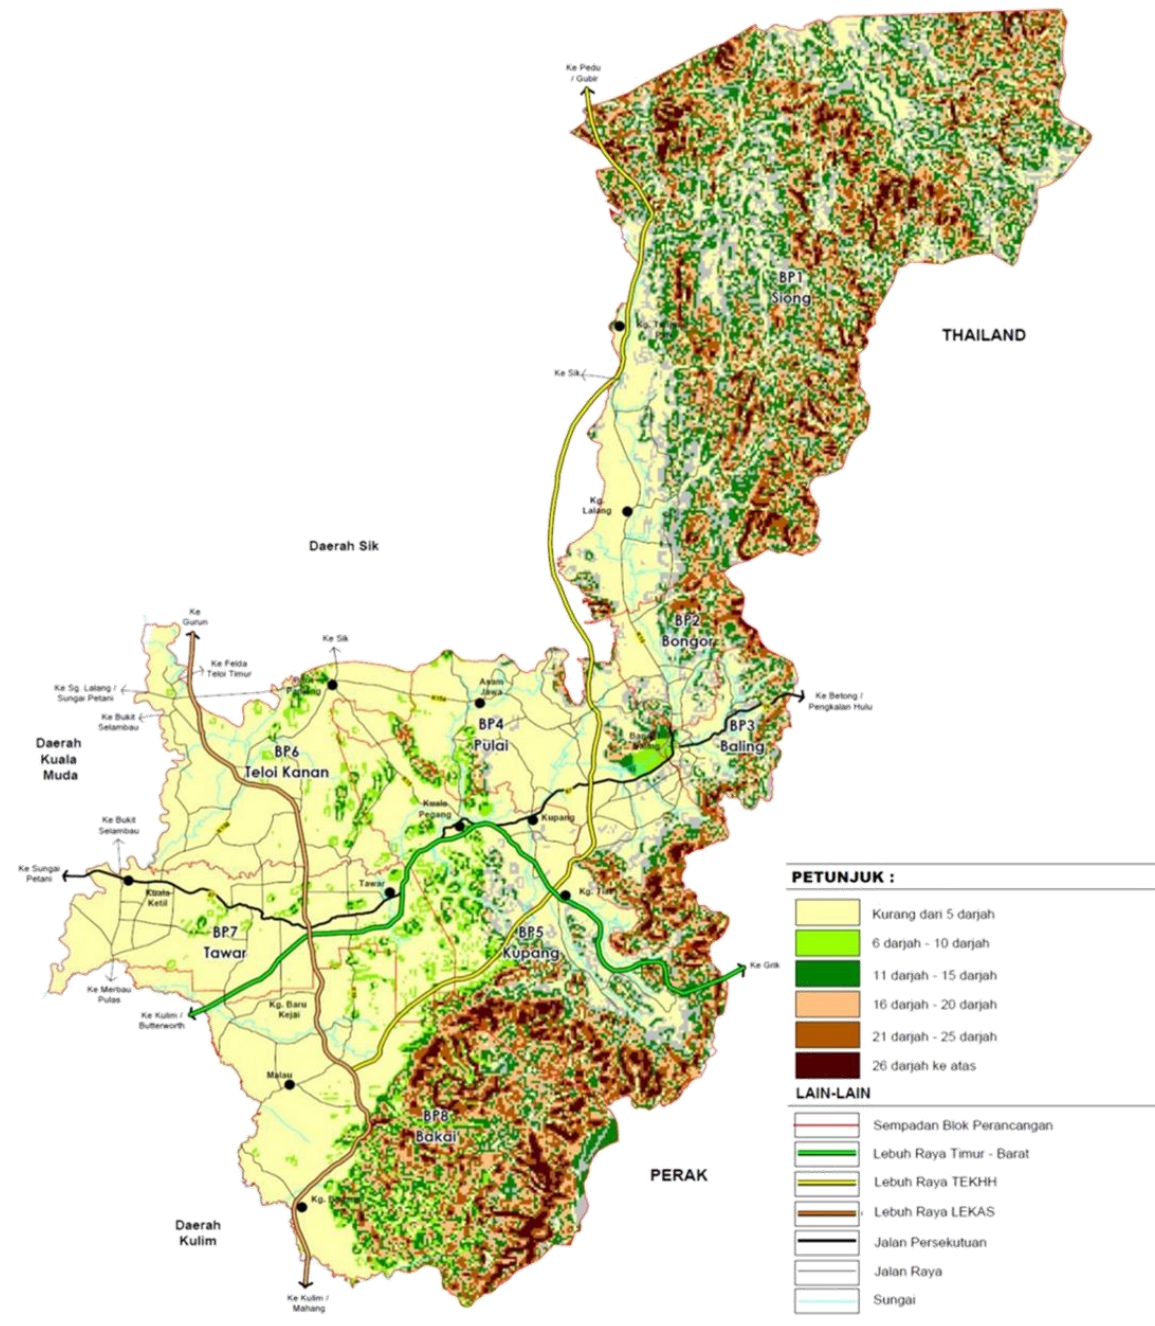 Ke Pedu
/ Gubir
BP1
Siong
THAILAND
Ke Sik
Kg.
Lalang
Daerah Sik
BP2
Bongor
Ke
Gurun
Ke Sik
Ke Felda
Teloi Timur
Ke Sg. Lalang /
Sungai Petani
Ke Bukit
Selambau
Asam
Jawa
Ke Betong /
Pengkalan Hulu
BP3
Baling
BP4
Pulai
Daerah
Kuala
Muda
BP6
Teloi Kanan
Kuala
Pegang
Kupang
Ke Bukit
Selambau
Ke Sungai
Petani
Kuala
Ketil
Tawar
BP7
Tawar
BP5
Kupang
Ke Grik
Ke Merbau
Pulas
Ke Kulim /
Butterworth
Kg. Baru
Kejai
Malau
BP8
Bakai
PERAK
Daerah
Kulim
Ke Kulim /
Mahang
PETUNJUK :
Kurang dari 5 darjah
6 darjah - 10 darjah
11 darjah - 15 darjah
16 darjah - 20 darjah
21 darjah - 25 darjah
26 darjah ke atas
LAIN-LAIN
Sempadan Blok Perancangan
Lebuh Raya Timur - Barat
Lebuh Raya TEKHH
Lebuh Raya LEKAS
Jalan Persekutuan
Jalan Raya
Sungai